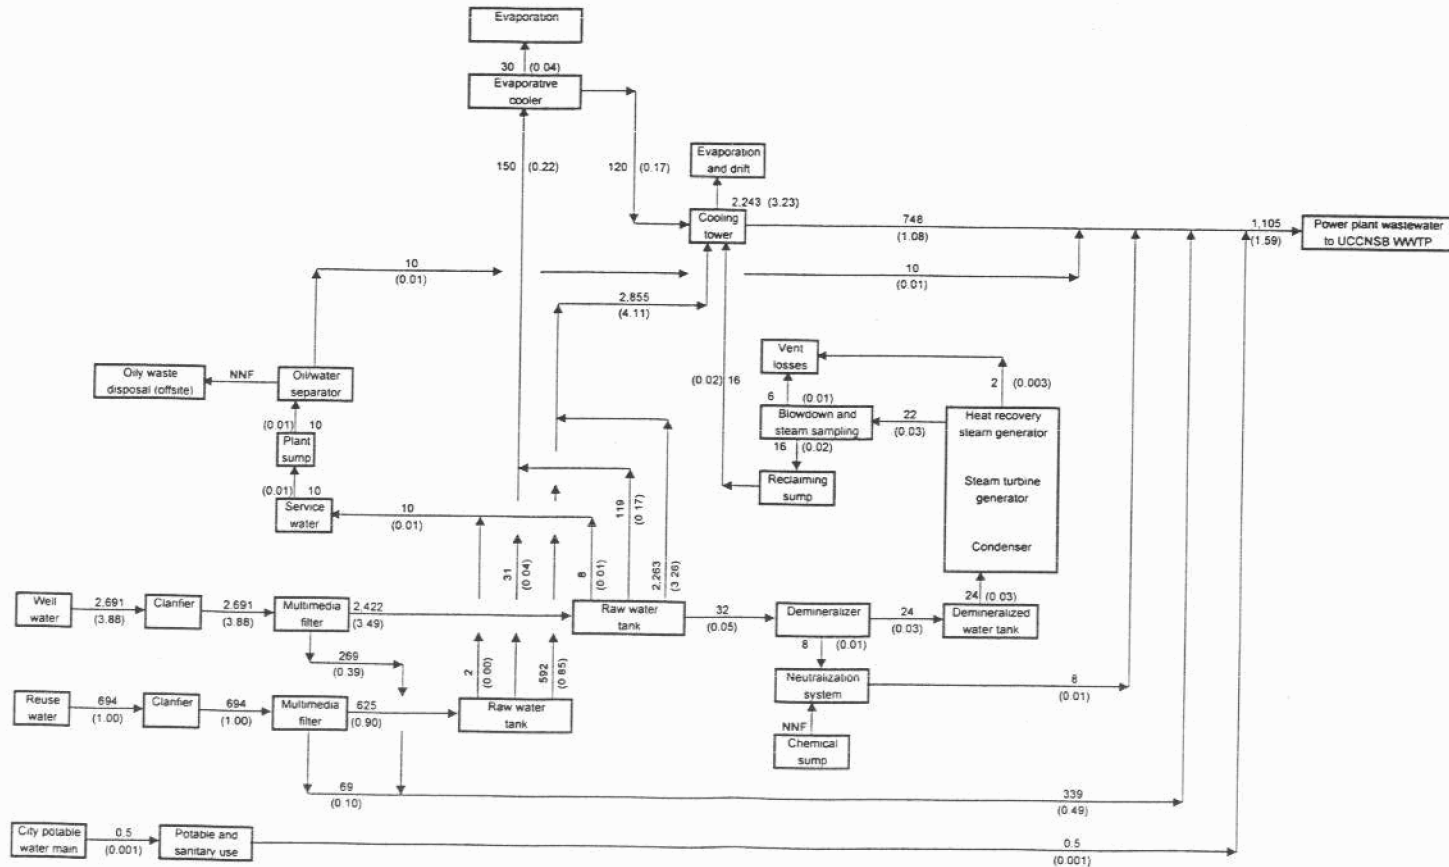 Evaporation
30 (0.04)
Evaporative
cooler
150 (0.22)
120 (0.17)
Evaporation
and drift
2,243 (3.23)
Cooling
tower
748
(1.08)
1,105
(1.59)
Power plant wastewater
to UCCNSB WWTP
10
(0.01)
10
(0.01)
2,855
(4.11)
Oily waste
disposal (offsite)
NNF
Oil/water
separator
(0.01) 10
Plant
sump
(0.01) 10
Service
water
10
(0.01)
Vent
losses
(0.02) 16
2 (0.003)
6 (0.01)
Blowdown and
steam sampling
22
(0.03)
16 (0.02)
Reclaiming
sump
Heat recovery
steam generator
Steam turbine
generator
Condenser
119
(0.17)
2,263
(3.26)
31
(0.04)
8
(0.01)
24 (0.03)
Well
water
2,691
(3.88)
Clarifier
2,691
(3.88)
Multimedia
filter
2,422
(3.49)
Raw water
tank
32
(0.05)
Demineralizer
24
(0.03)
Demineralized
water tank
8 (0.01)
269
(0.39)
2
(0.00)
592
(0.85)
Neutralization
system
8
(0.01)
Reuse
water
694
(1.00)
Clarifier
694
(1.00)
Multimedia
filter
625
(0.90)
Raw water
tank
NNF
Chemical
sump
69
(0.10)
339
(0.49)
City potable
water main
0.5
(0.001)
Potable and
sanitary use
0.5
(0.001)